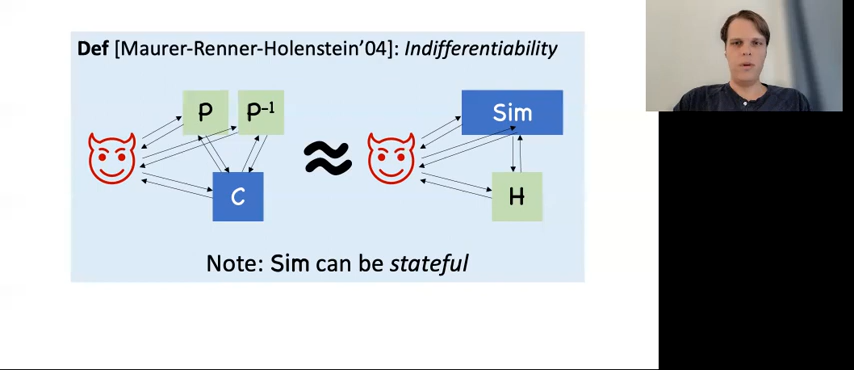 Def [Maurer-Renner-Holenstein’04]: Indifferentiability
P P⁻¹ Sim
≈
C H
Note: Sim can be stateful